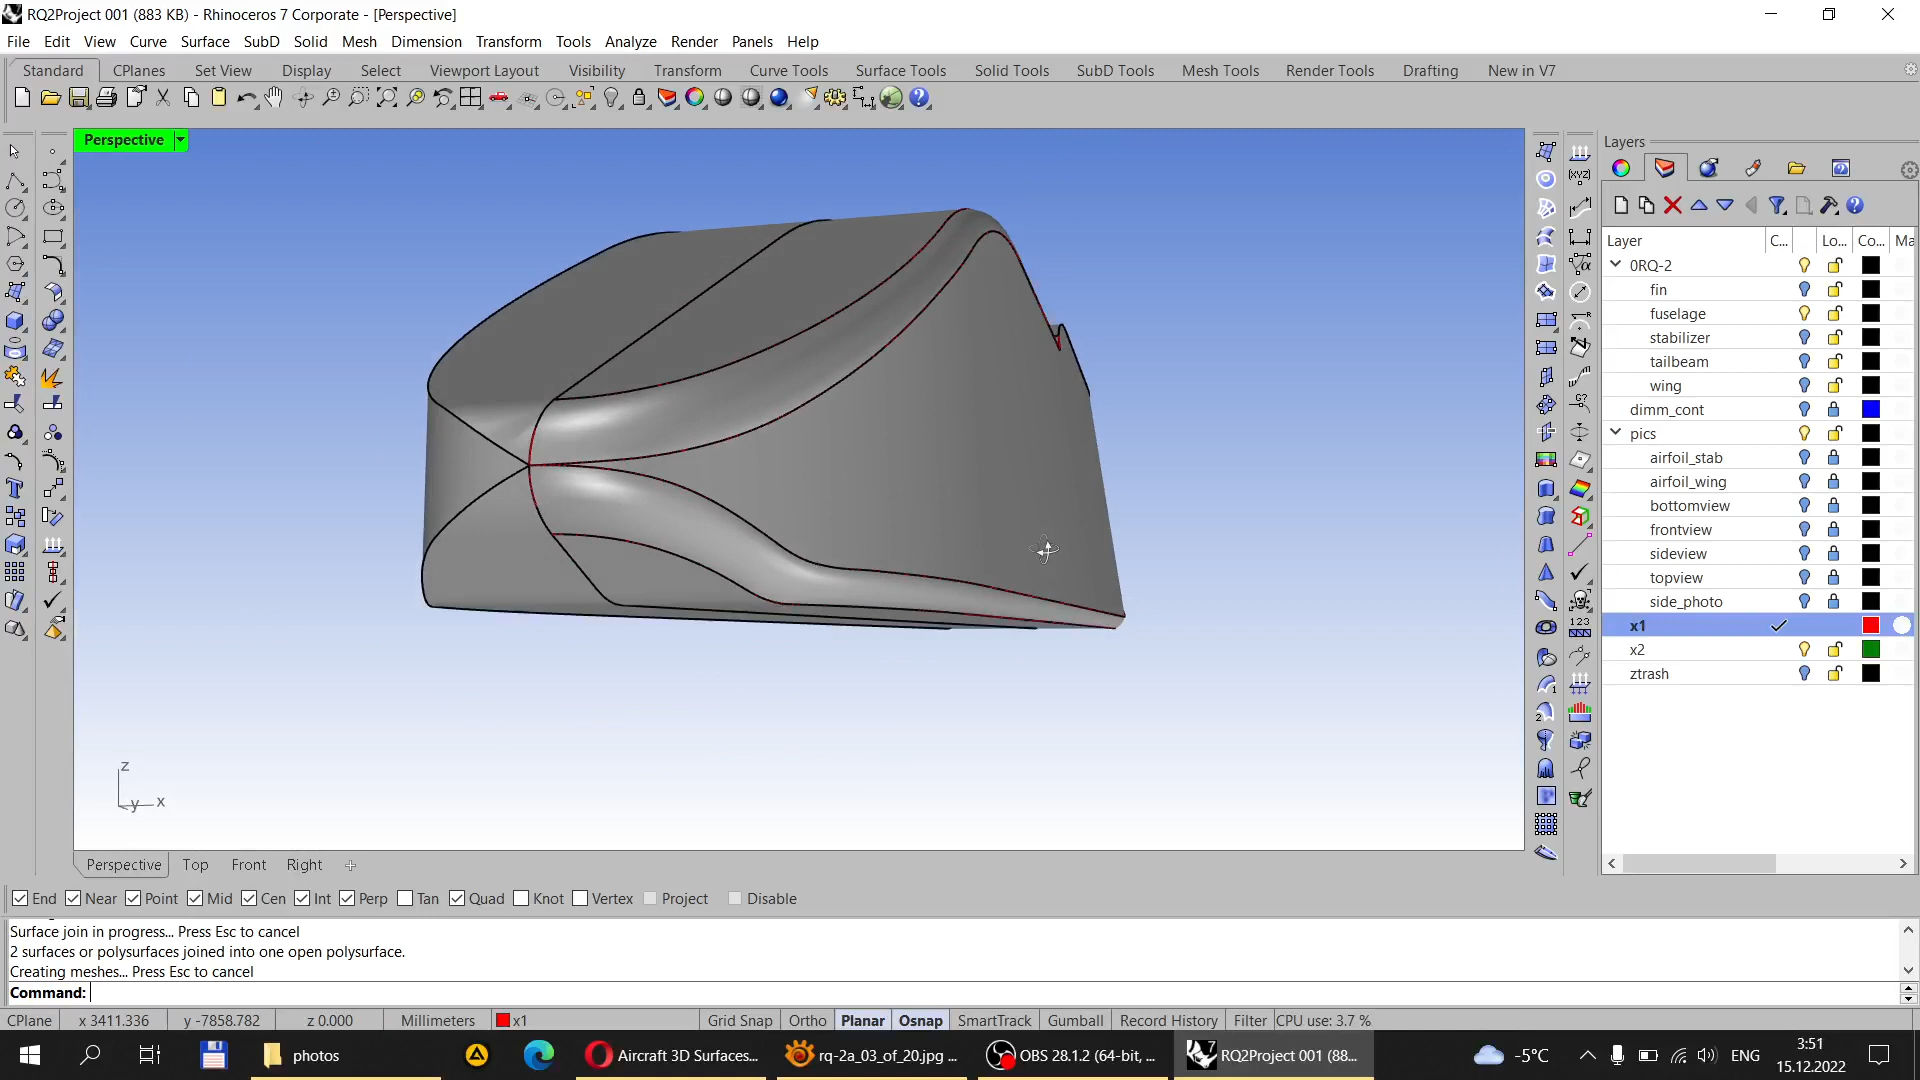 RQ2Project 001 (883 KB) - Rhinoceros 7 Corporate - [Perspective]
File Edit View Curve Surface SubD Solid Mesh Dimension Transform Tools Analyze Render Panels Help
Standard CPlanes Set View Display Select Viewport Layout Visibility Transform Curve Tools Surface Tools Solid Tools SubD Tools Mesh Tools Render Tools Drafting New in V7
Perspective
Layers
Layer C... Lo... Co... Ma
0RQ-2
fin
fuselage
stabilizer
tailbeam
wing
dimm_cont
pics
airfoil_stab
airfoil_wing
bottomview
frontview
sideview
topview
side_photo
x1
x2
ztrash
z
y x
Perspective Top Front Right
End Near Point Mid Cen Int Perp Tan Quad Knot Vertex Project Disable
Surface join in progress... Press Esc to cancel
2 surfaces or polysurfaces joined into one open polysurface.
Creating meshes... Press Esc to cancel
Command:
CPlane x 3411.336 y -7858.782 z 0.000 Millimeters x1 Grid Snap Ortho Planar Osnap SmartTrack Gumball Record History Filter CPU use: 3.7 %
photos Aircraft 3D Surfaces... rq-2a_03_of_20.jpg ... OBS 28.1.2 (64-bit, ... RQ2Project 001 (88... -5°C ENG 3:51
15.12.2022